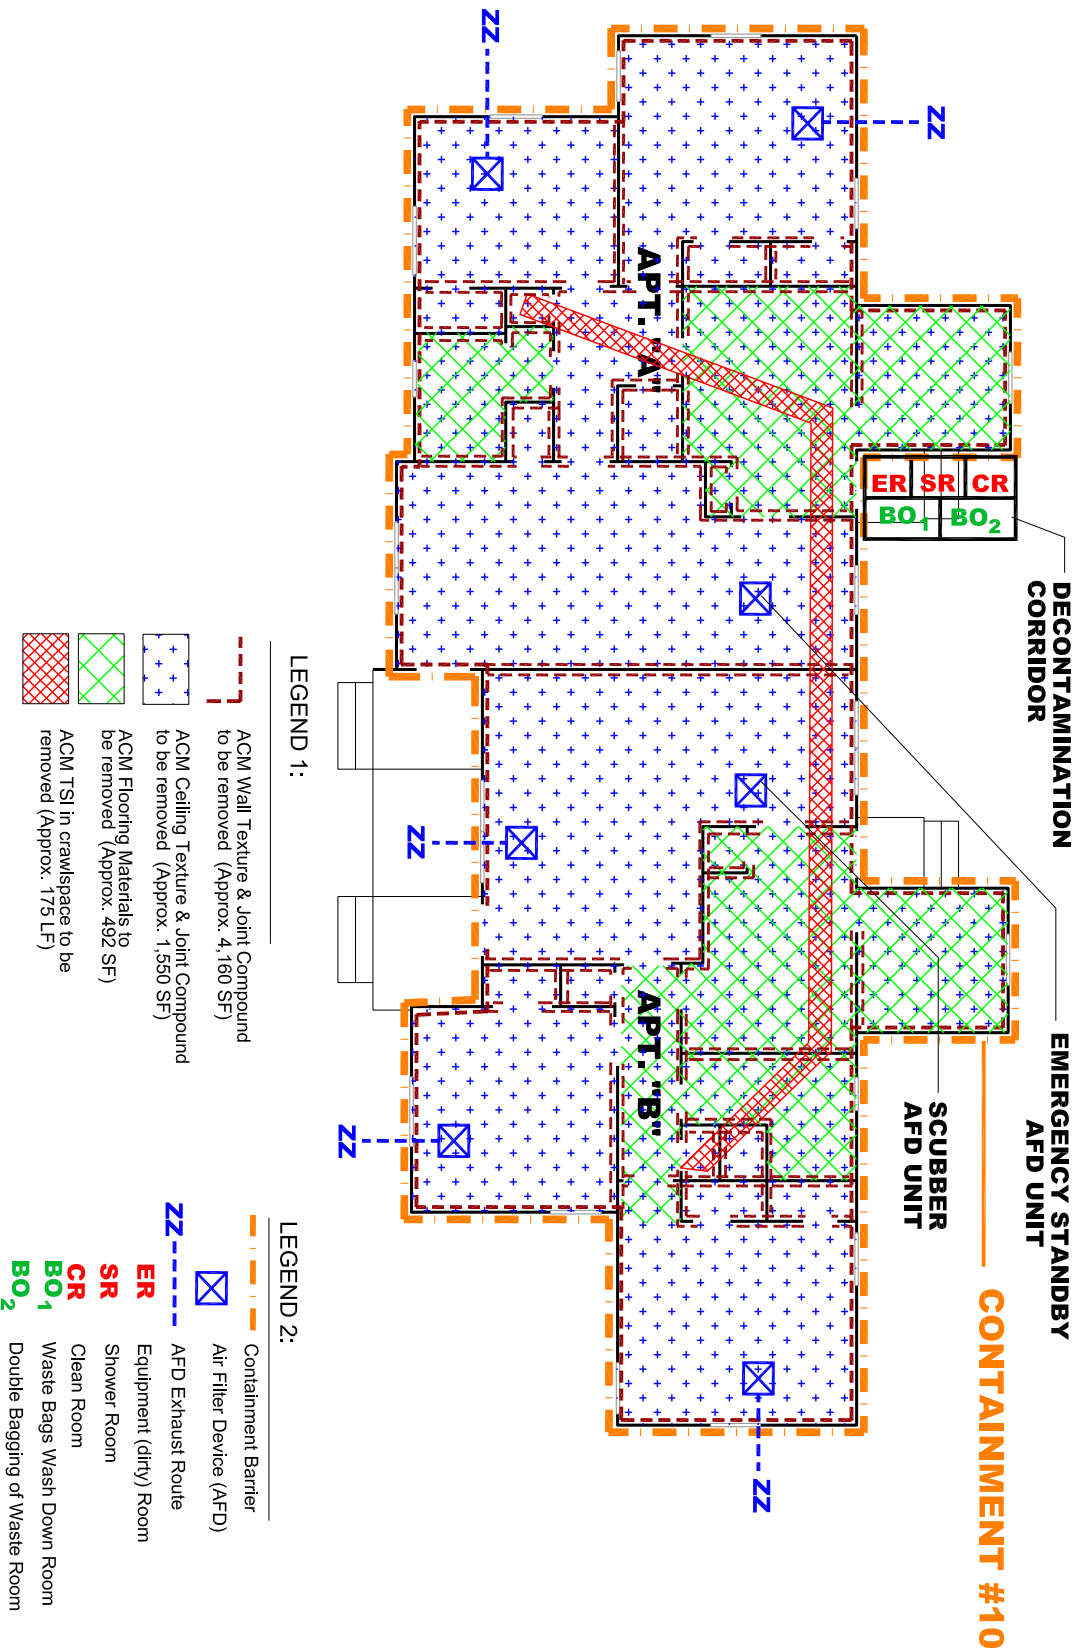 CONTAINMENT #10
DECONTAMINATION
CORRIDOR
EMERGENCY STANDBY
AFD UNIT
SCUBBER
AFD UNIT
ZZ
ZZ
ZZ
ZZ
ZZ
CR
SR
ER
BO2
BO1
APT. "A"
APT. "B"
LEGEND 1:
ACM Wall Texture & Joint Compound
to be removed (Approx. 4,160 SF)
ACM Ceiling Texture & Joint Compound
to be removed (Approx. 1,550 SF)
ACM Flooring Materials to
be removed (Approx. 492 SF)
ACM TSI in crawlspace to be
removed (Approx. 175 LF)
LEGEND 2:
Containment Barrier
Air Filter Device (AFD)
ZZ AFD Exhaust Route
ER Equipment (dirty) Room
SR Shower Room
CR Clean Room
BO1 Waste Bags Wash Down Room
BO2 Double Bagging of Waste Room